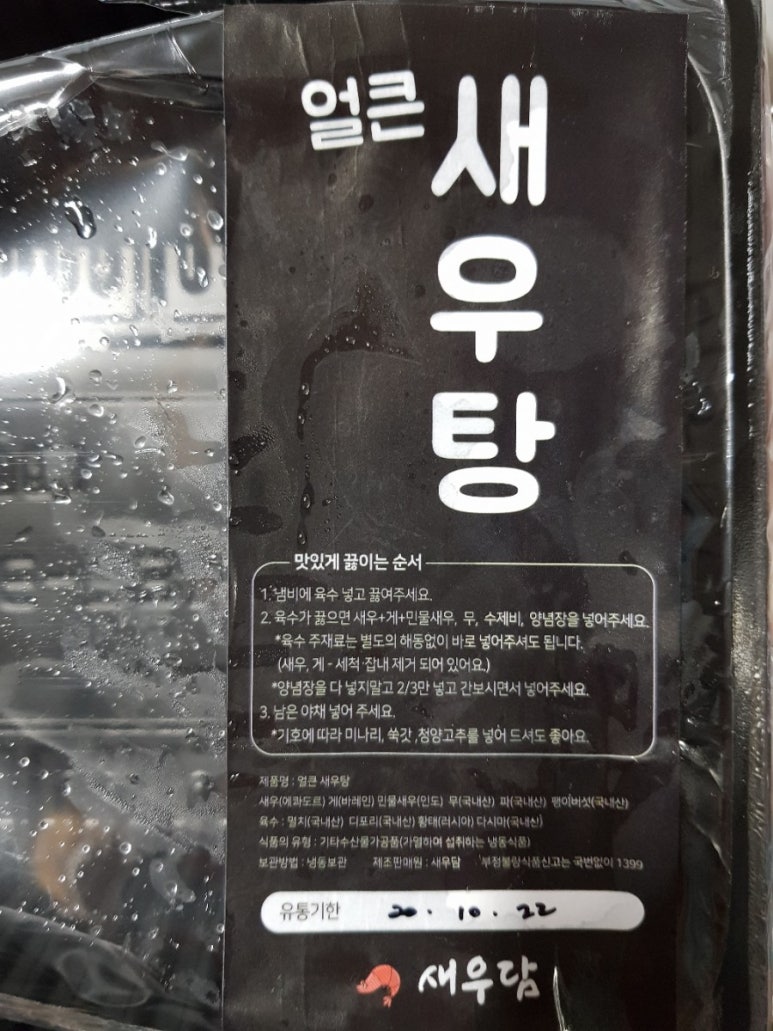 얼큰 새우탕
맛있게 끓이는 순서
1. 냄비에 육수 넣고 끓여주세요.
2. 육수가 끓으면 새우+게+민물새우, 무, 수제비, 양념장을 넣어주세요.
*육수 주재료는 별도의 해동없이 바로 넣어주셔도 됩니다.
(새우, 게 - 세척 잡내 제거 되어 있어요.)
*양념장을 다 넣지말고 2/3만 넣고 간보시면서 넣어주세요.
3. 남은 야채 넣어 주세요.
*기호에 따라 미나리, 쑥갓 ,청양고추를 넣어 드셔도 좋아요
제품명 : 얼큰 새우탕
새우(에콰도르) 게(바레인) 민물새우(인도) 무(국내산) 파(국내산) 팽이버섯(국내산)
육수 : 멸치(국내산) 디포리(국내산) 황태(러시아) 다시마(국내산)
식품의 유형 : 기타수산물가공품(가열하여 섭취하는 냉동식품)
보관방법 : 냉동보관 제조판매원 : 새우담 부정불량식품신고는 국번없이 1399
유통기한 20. 10. 22
새우담